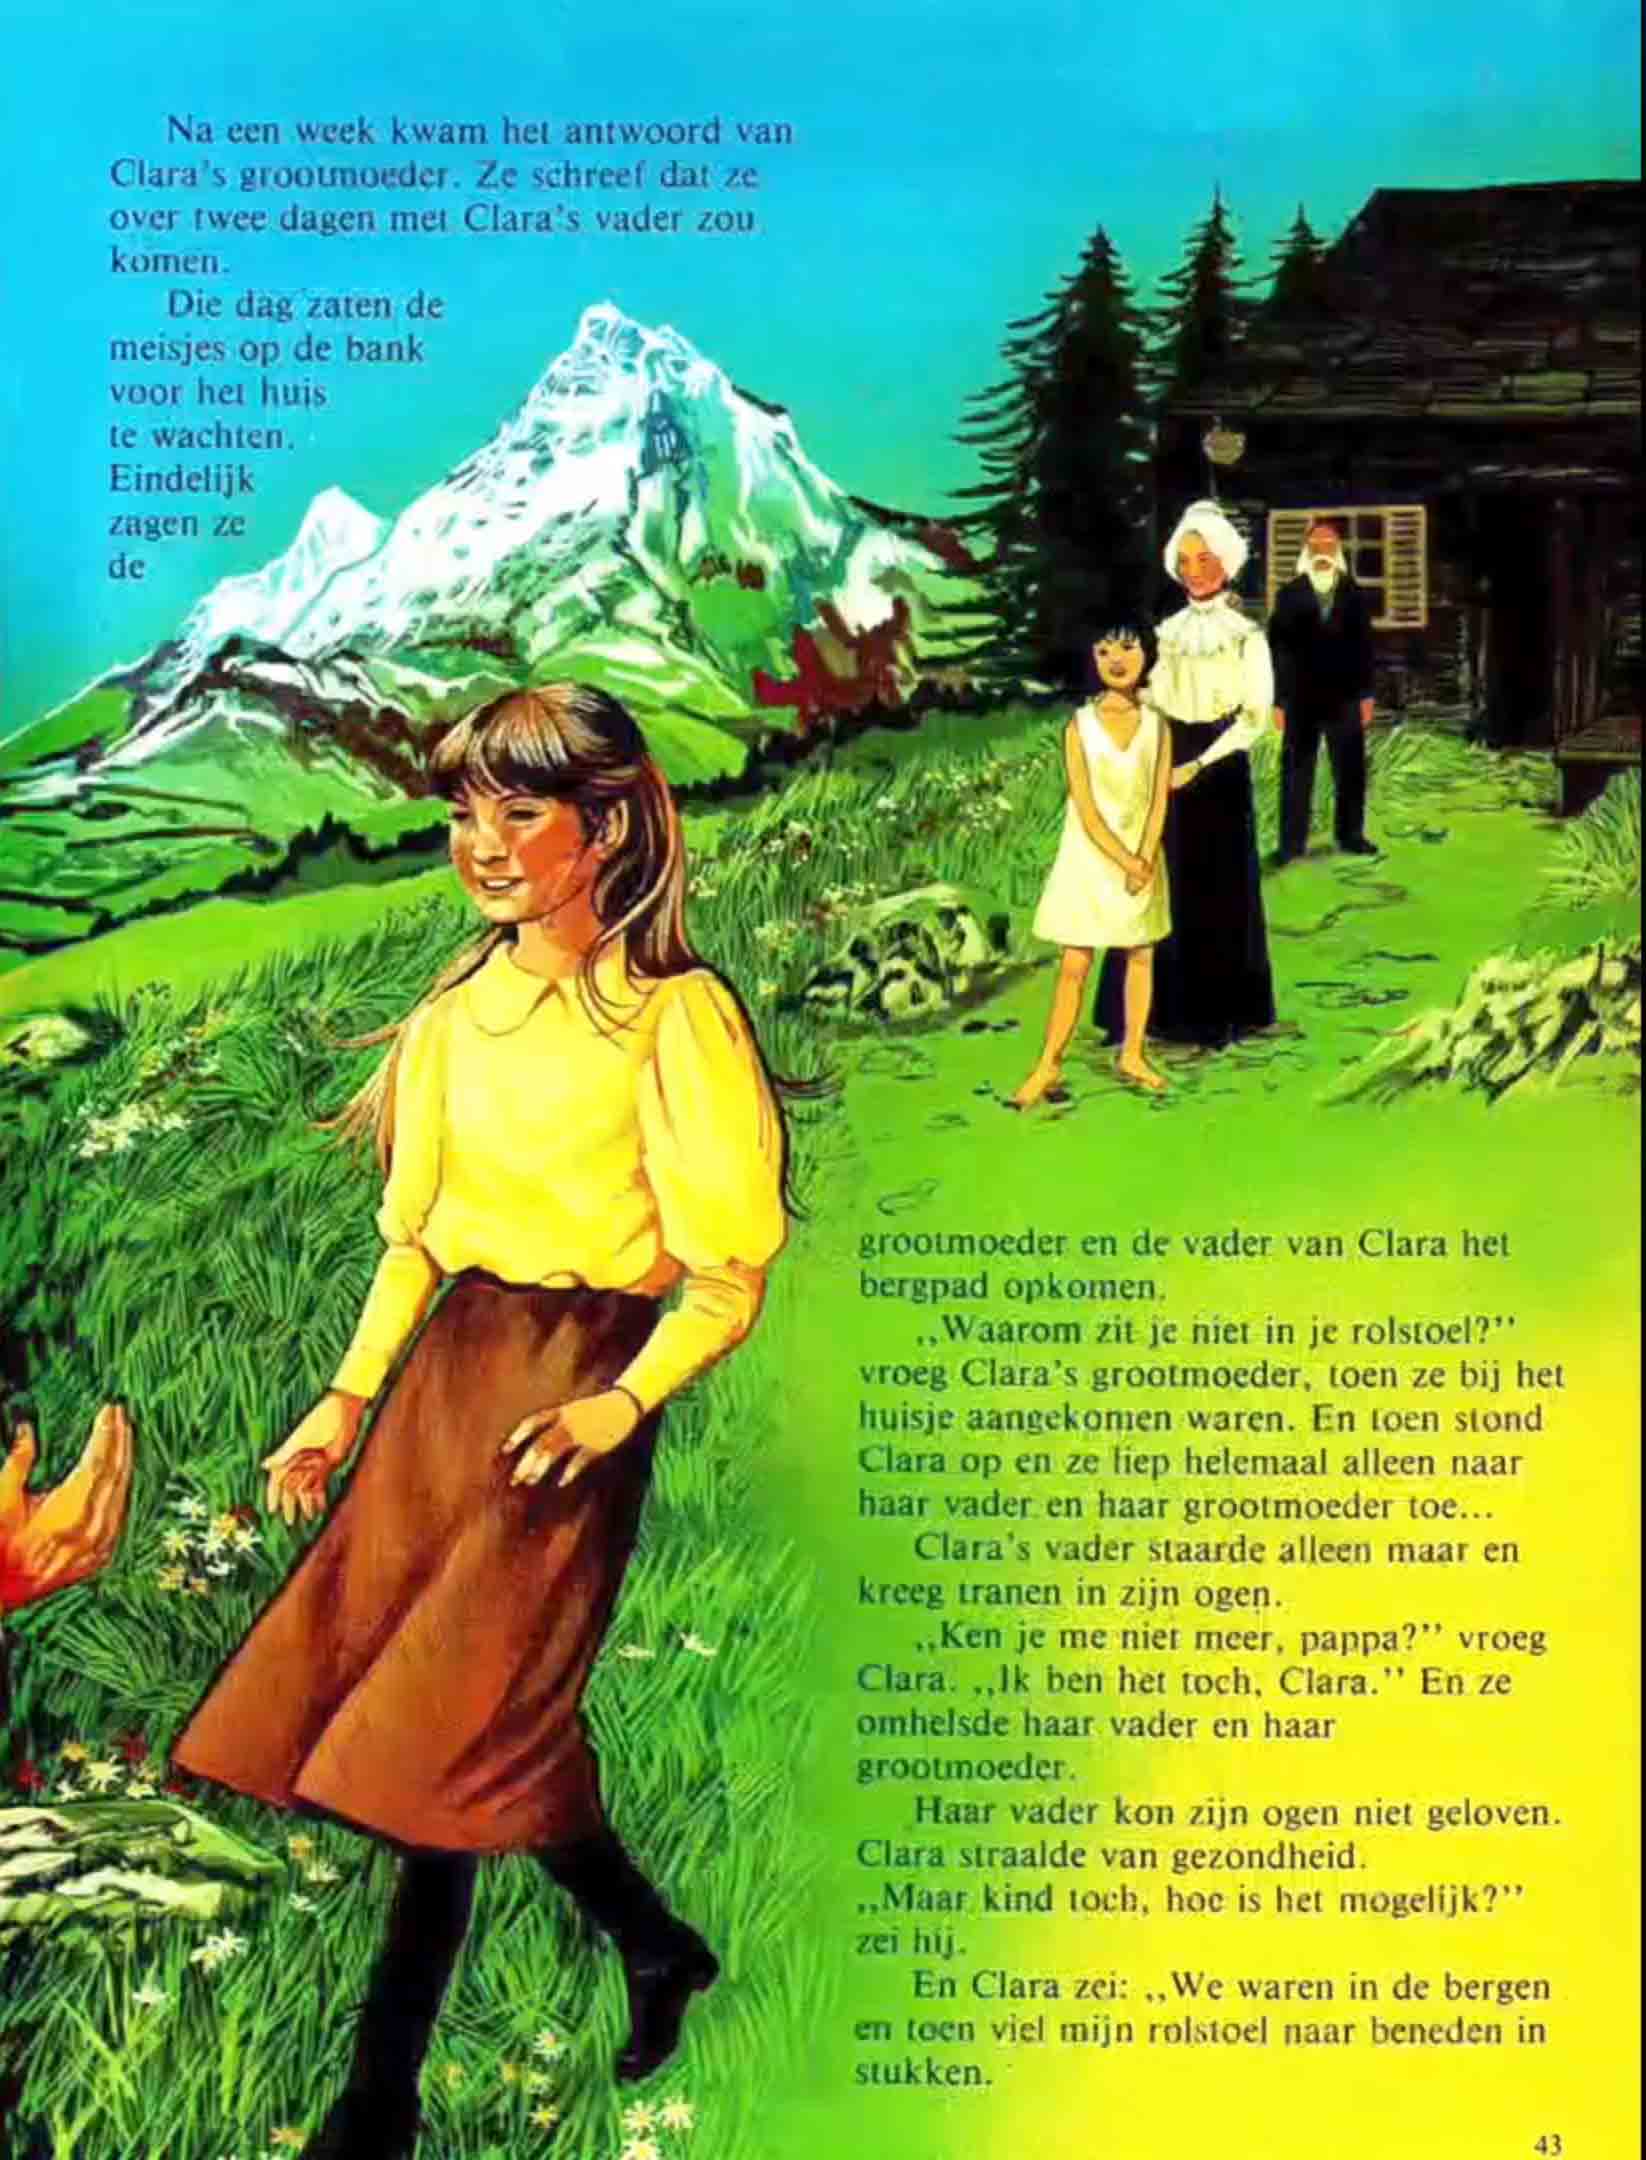 Na een week kwam het antwoord van
Clara's grootmoeder. Ze schreef dat ze
over twee dagen met Clara's vader zou
komen.
Die dag zaten de
meisjes op de bank
voor het huis
te wachten.
Eindelijk
zagen ze
de
grootmoeder en de vader van Clara het
bergpad opkomen.
,,Waarom zit je niet in je rolstoel?''
vroeg Clara's grootmoeder, toen ze bij het
huisje aangekomen waren. En toen stond
Clara op en ze liep helemaal alleen naar
haar vader en haar grootmoeder toe...
Clara's vader staarde alleen maar en
kreeg tranen in zijn ogen.
,,Ken je me niet meer, pappa?'' vroeg
Clara. ,,Ik ben het toch, Clara.'' En ze
omhelsde haar vader en haar
grootmoeder.
Haar vader kon zijn ogen niet geloven.
Clara straalde van gezondheid.
,,Maar kind toch, hoe is het mogelijk?''
zei hij.
En Clara zei: ,,We waren in de bergen
en toen viel mijn rolstoel naar beneden in
stukken.
43